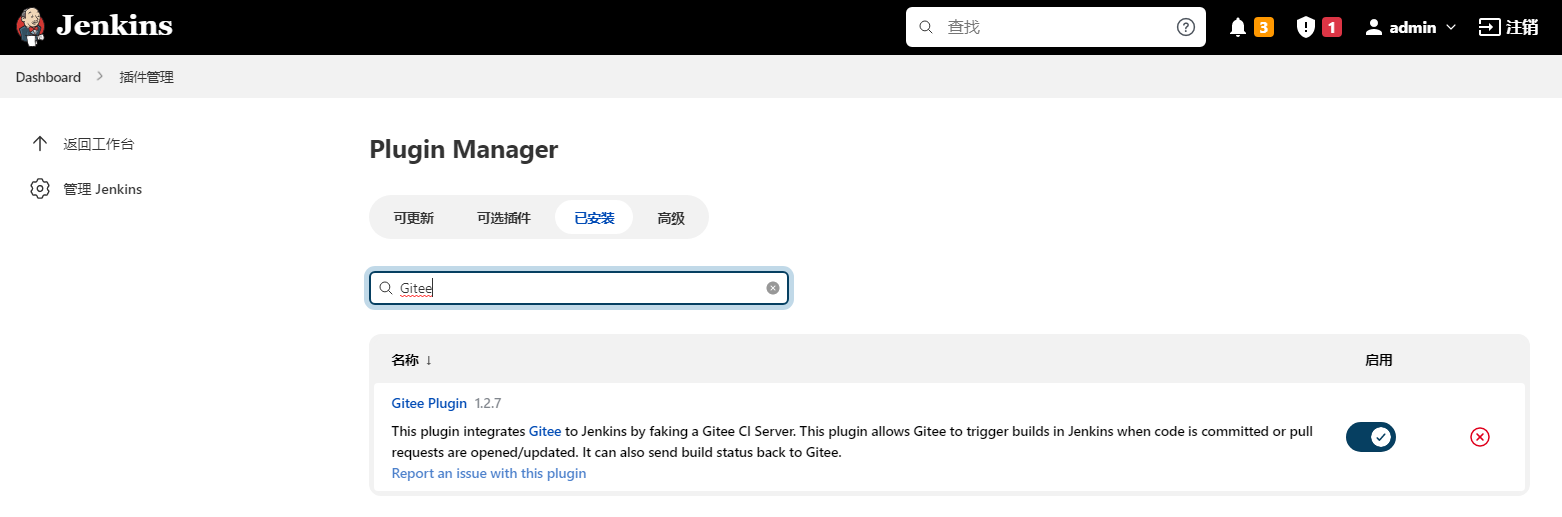 Jenkins
查找
3
1
admin
注销
Dashboard
插件管理
返回工作台
管理 Jenkins
Plugin Manager
可更新
可选插件
已安装
高级
Gitee
名称 ↓
启用
Gitee Plugin 1.2.7
This plugin integrates Gitee to Jenkins by faking a Gitee CI Server. This plugin allows Gitee to trigger builds in Jenkins when code is committed or pull
requests are opened/updated. It can also send build status back to Gitee.
Report an issue with this plugin